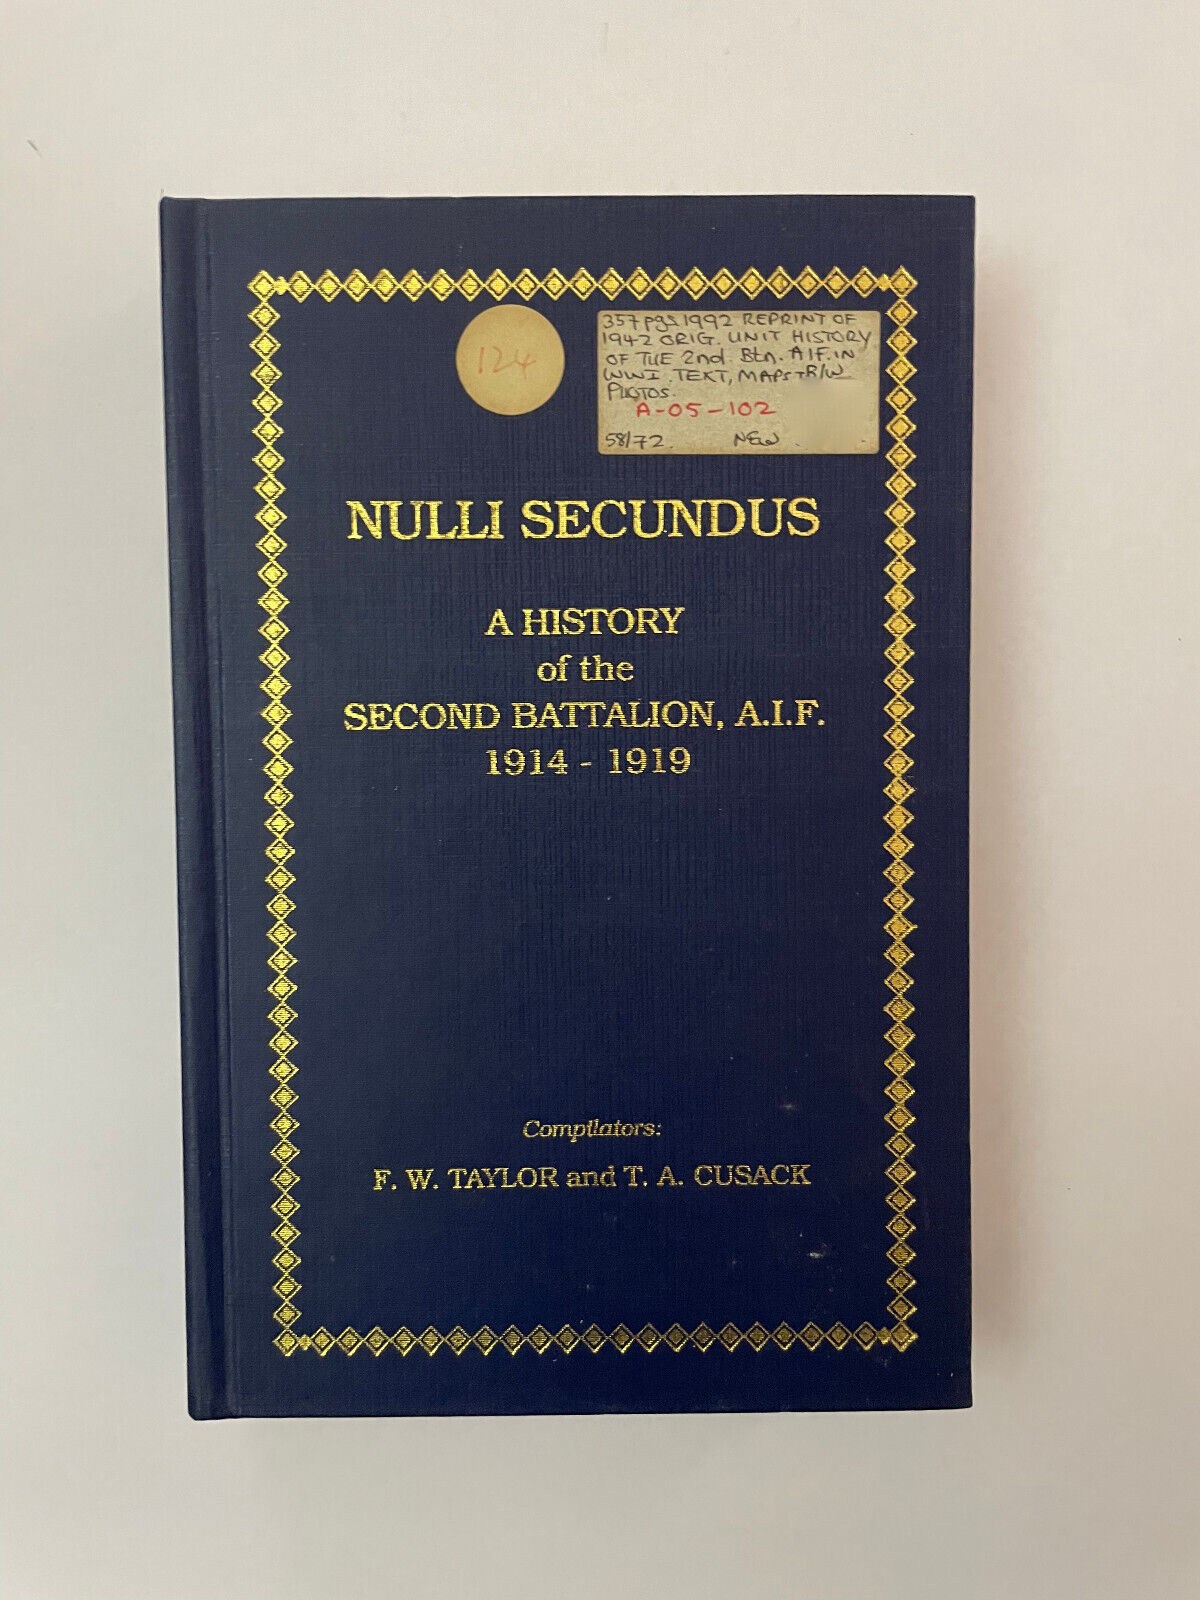 124
357 pgs. 1992 REPRINT OF
1942 ORIG. UNIT HISTORY
OF THE 2nd. Btn. AIF. IN
WWI. TEXT, MAPS + B/W
PHOTOS.
A-05-102
58/72. NEW.
NULLI SECUNDUS
A HISTORY
of the
SECOND BATTALION, A.I.F.
1914 - 1919
Compilators:
F. W. TAYLOR and T. A. CUSACK